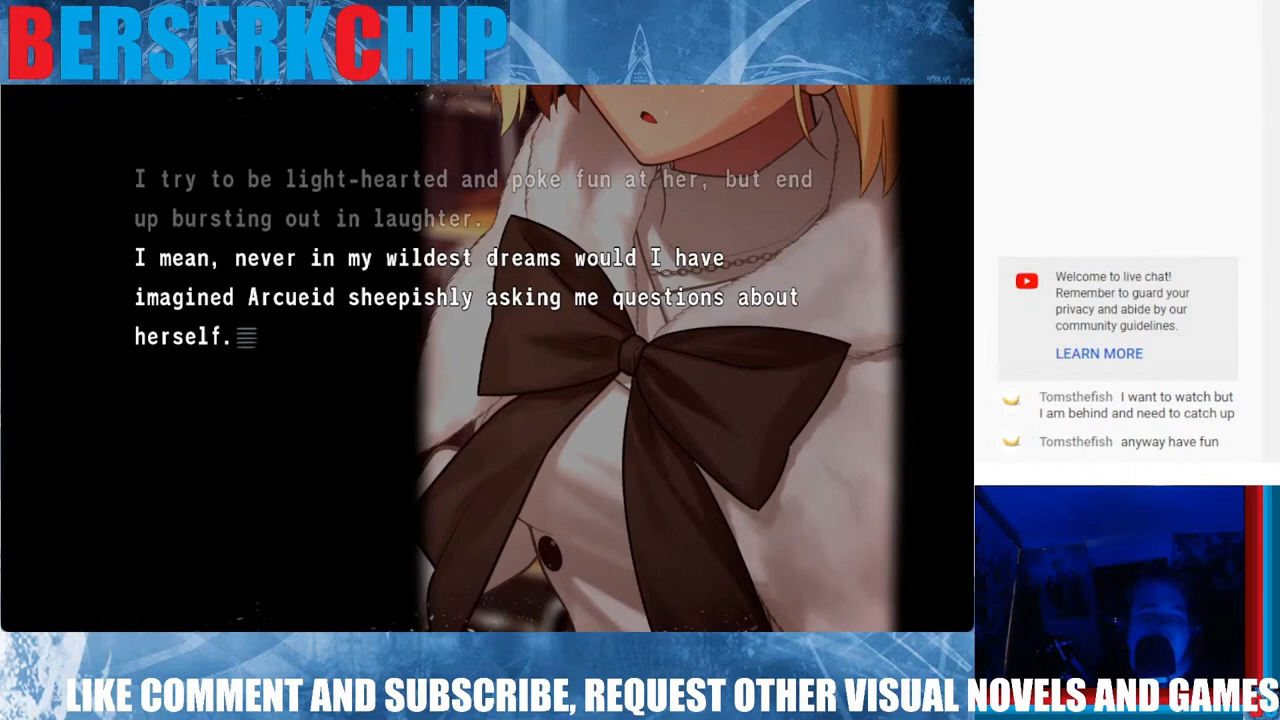 BERSERKCHIP
I try to be light-hearted and poke fun at her, but end
up bursting out in laughter.
I mean, never in my wildest dreams would I have
imagined Arcueid sheepishly asking me questions about
herself.
Welcome to live chat!
Remember to guard your
privacy and abide by our
community guidelines.
LEARN MORE
Tomsthefish I want to watch but
I am behind and need to catch up
Tomsthefish anyway have fun
LIKE COMMENT AND SUBSCRIBE, REQUEST OTHER VISUAL NOVELS AND GAMES